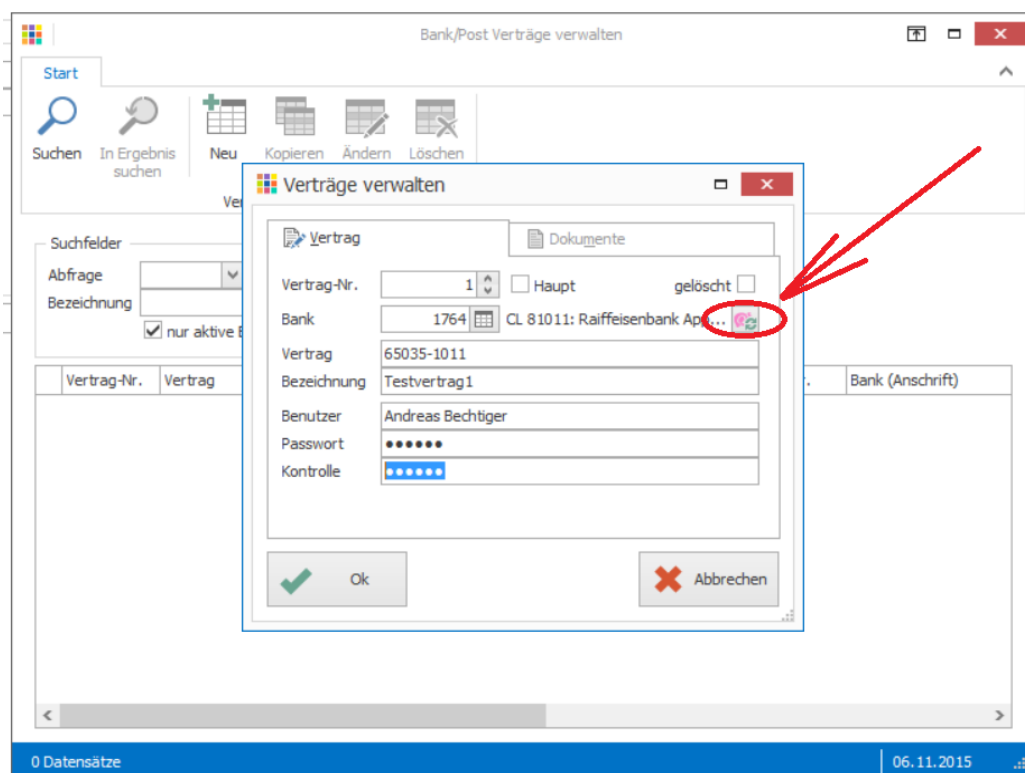 Bank/Post Verträge verwalten
Start
Suchen
In Ergebnis suchen
Neu
Kopieren
Ändern
Löschen
Verträge verwalten
Vertrag
Dokumente
Suchfelder
Abfrage
Bezeichnung
nur aktive
Vertrag-Nr.
1
Haupt
gelöscht
Bank
1764
CL 81011: Raiffeisenbank App...
Vertrag
65035-1011
Bezeichnung
Testvertrag1
Benutzer
Andreas Bechtiger
Passwort
●●●●●●
Kontrolle
●●●●●●
Vertrag-Nr.
Vertrag
Bank (Anschrift)
Ok
Abbrechen
0 Datensätze
06.11.2015